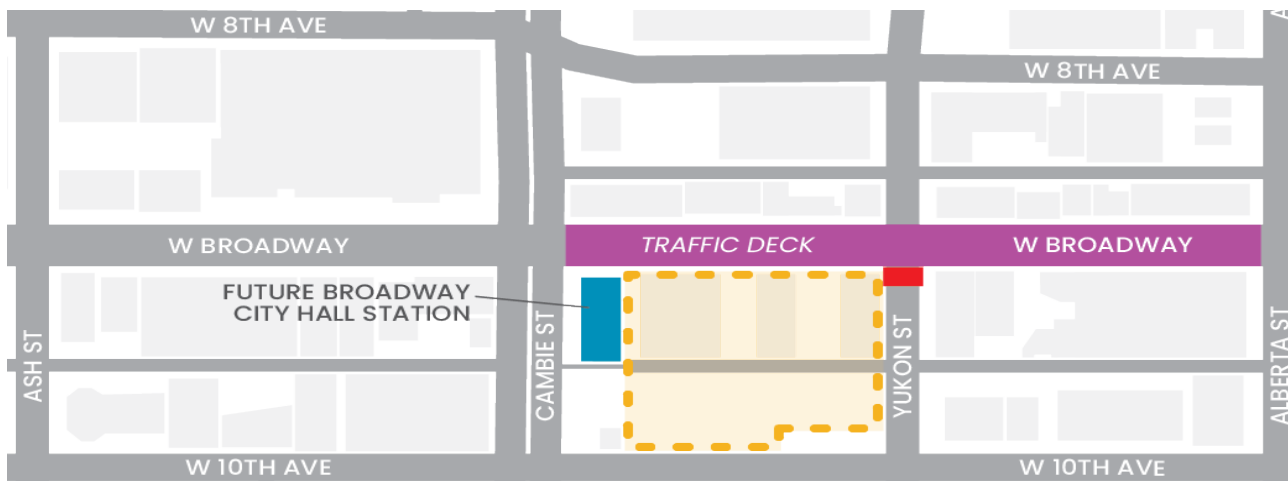 W 8TH AVE
W 8TH AVE
W BROADWAY
TRAFFIC DECK
W BROADWAY
FUTURE BROADWAY
CITY HALL STATION
ASH ST
CAMBIE ST
YUKON ST
ALBERTA ST
W 10TH AVE
W 10TH AVE